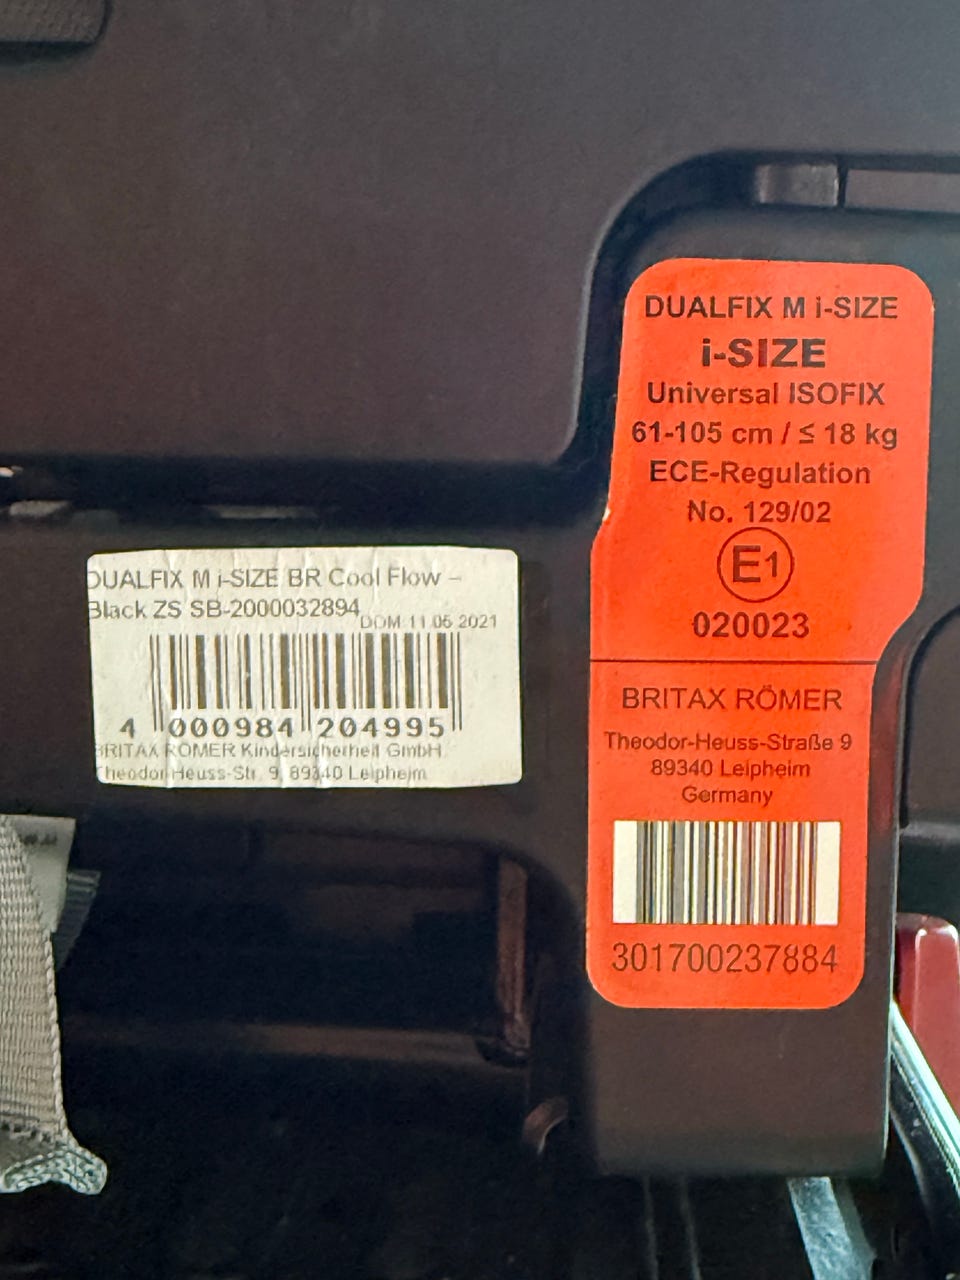 DUALFIX M i-SIZE
i-SIZE
Universal ISOFIX
61-105 cm / ≤ 18 kg
ECE-Regulation
No. 129/02
E1
020023
BRITAX RÖMER
Theodor-Heuss-Straße 9
89340 Leipheim
Germany
301700237884
DUALFIX M i-SIZE BR Cool Flow –
Black ZS SB-2000032894
DOM 11.05.2021
4 000984 204995
BRITAX RÖMER Kindersicherheit GmbH
Theodor-Heuss-Str. 9, 89340 Leipheim